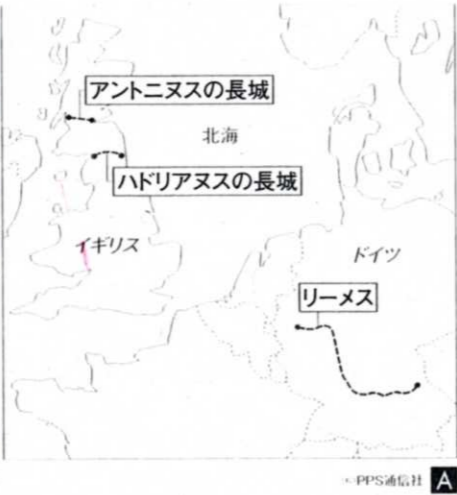 アントニヌスの長城
北海
ハドリアヌスの長城
イギリス
ドイツ
リーメス
©PPS通信社 A